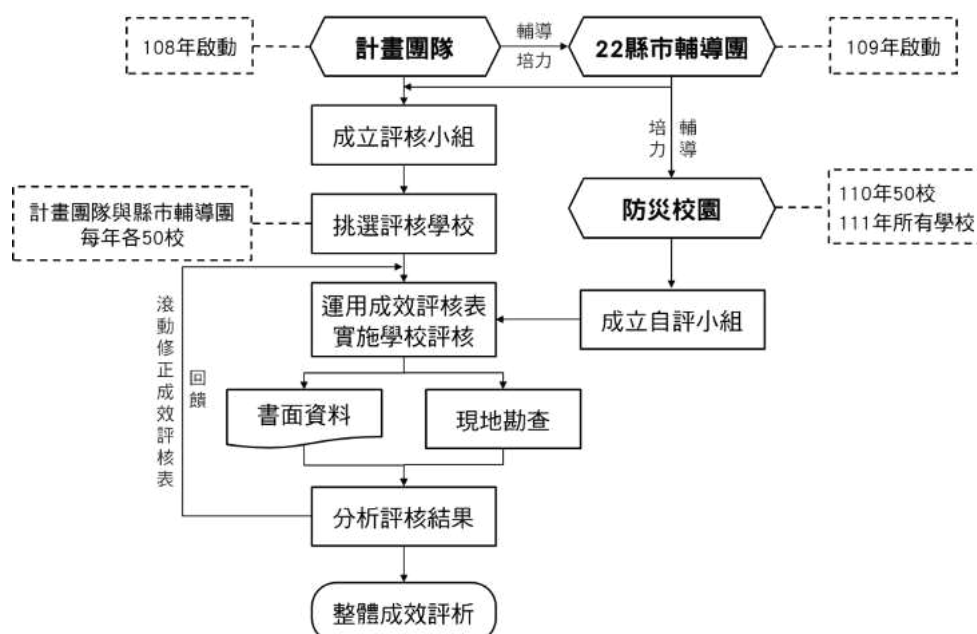 108年啟動
計畫團隊
輔導
培力
22縣市輔導團
109年啟動
成立評核小組
培力
輔導
計畫團隊與縣市輔導團
每年各50校
挑選評核學校
防災校園
110年50校
111年所有學校
滾動修正成效評核表
回饋
運用成效評核表
實施學校評核
成立自評小組
書面資料
現地勘查
分析評核結果
整體成效評析